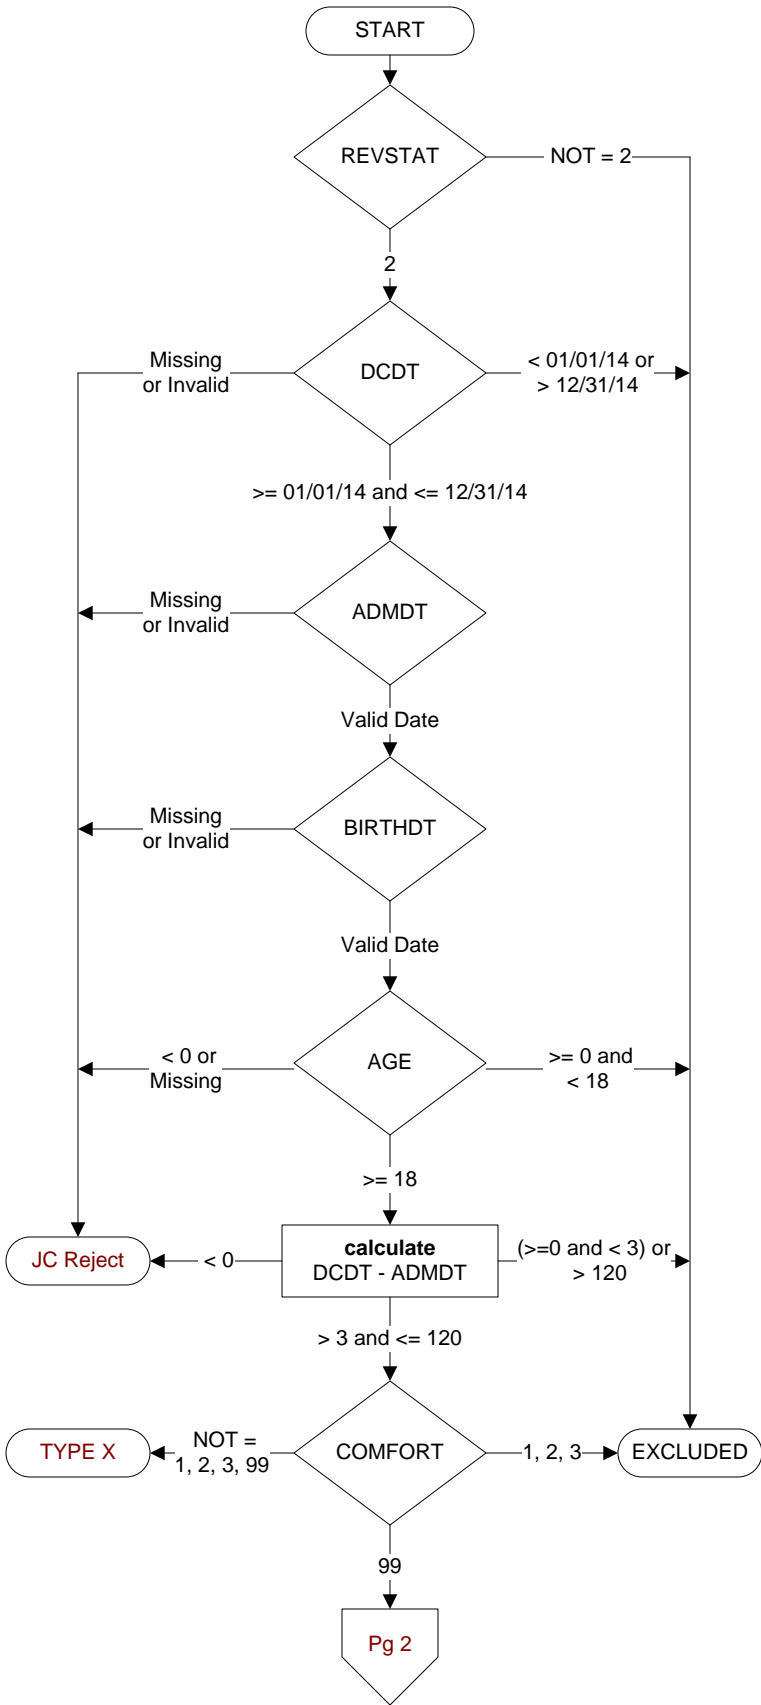 START
REVSTAT
NOT = 2
2
Missing
or Invalid
DCDT
< 01/01/14 or
> 12/31/14
>= 01/01/14 and <= 12/31/14
Missing
or Invalid
ADMDT
Valid Date
Missing
or Invalid
BIRTHDT
Valid Date
< 0 or
Missing
AGE
>= 0 and
< 18
>= 18
JC Reject
< 0
calculate
DCDT - ADMDT
(>=0 and < 3) or
> 120
> 3 and <= 120
TYPE X
NOT =
1, 2, 3, 99
COMFORT
1, 2, 3
EXCLUDED
99
Pg 2